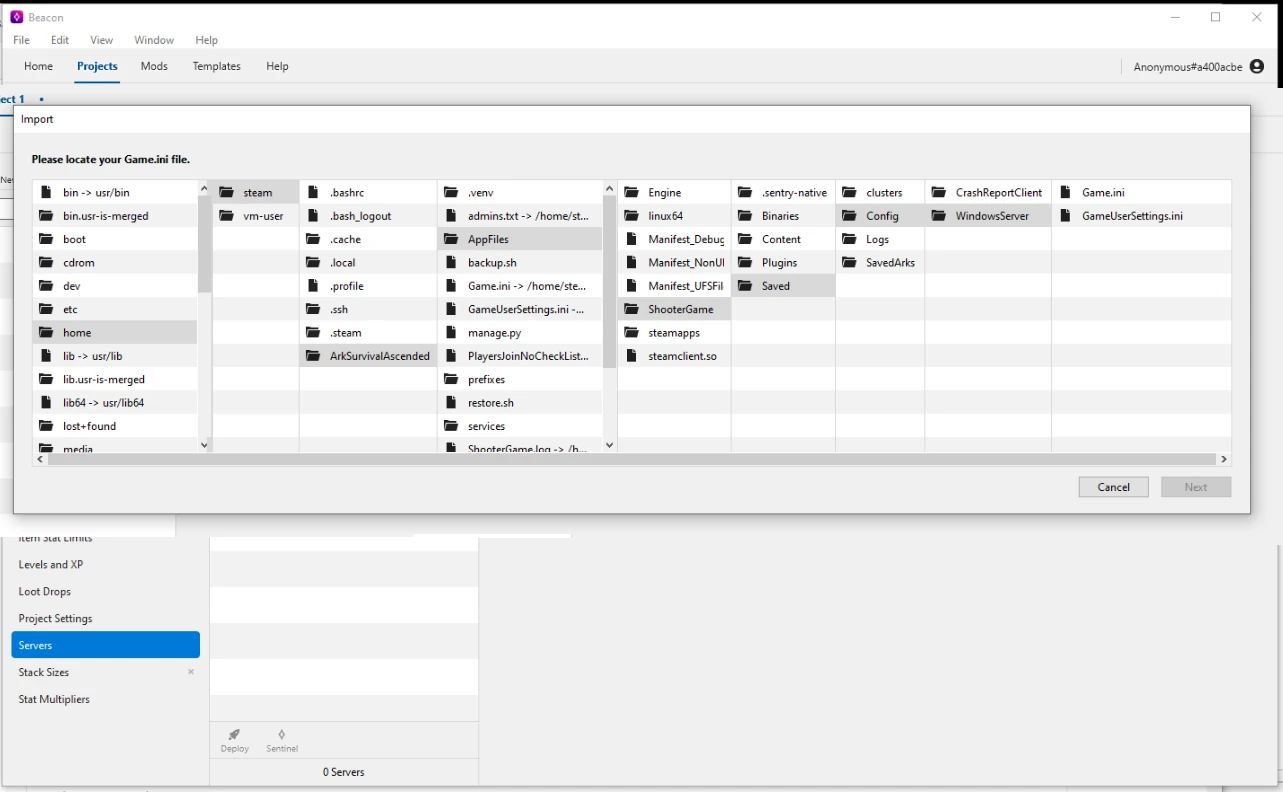 Beacon
File Edit View Window Help
Home Projects Mods Templates Help Anonymous#a400acbe
ect 1 •
Import
Please locate your Game.ini file.
Ne
bin -> usr/bin
bin.usr-is-merged
boot
cdrom
dev
etc
home
lib -> usr/lib
lib.usr-is-merged
lib64 -> usr/lib64
lost+found
media
steam
vm-user
.bashrc
.bash_logout
.cache
.local
.profile
.ssh
.steam
ArkSurvivalAscended
.venv
admins.txt -> /home/st...
AppFiles
backup.sh
Game.ini -> /home/ste...
GameUserSettings.ini -...
manage.py
PlayersJoinNoCheckList...
prefixes
restore.sh
services
ShooterGame.log -> /h...
Engine
linux64
Manifest_Debug
Manifest_NonUI
Manifest_UFSFil
ShooterGame
steamapps
steamclient.so
.sentry-native
Binaries
Content
Plugins
Saved
clusters
Config
Logs
SavedArks
CrashReportClient
WindowsServer
Game.ini
GameUserSettings.ini
Cancel Next
Item Stat Limits
Levels and XP
Loot Drops
Project Settings
Servers
Stack Sizes
Stat Multipliers
Deploy Sentinel
0 Servers